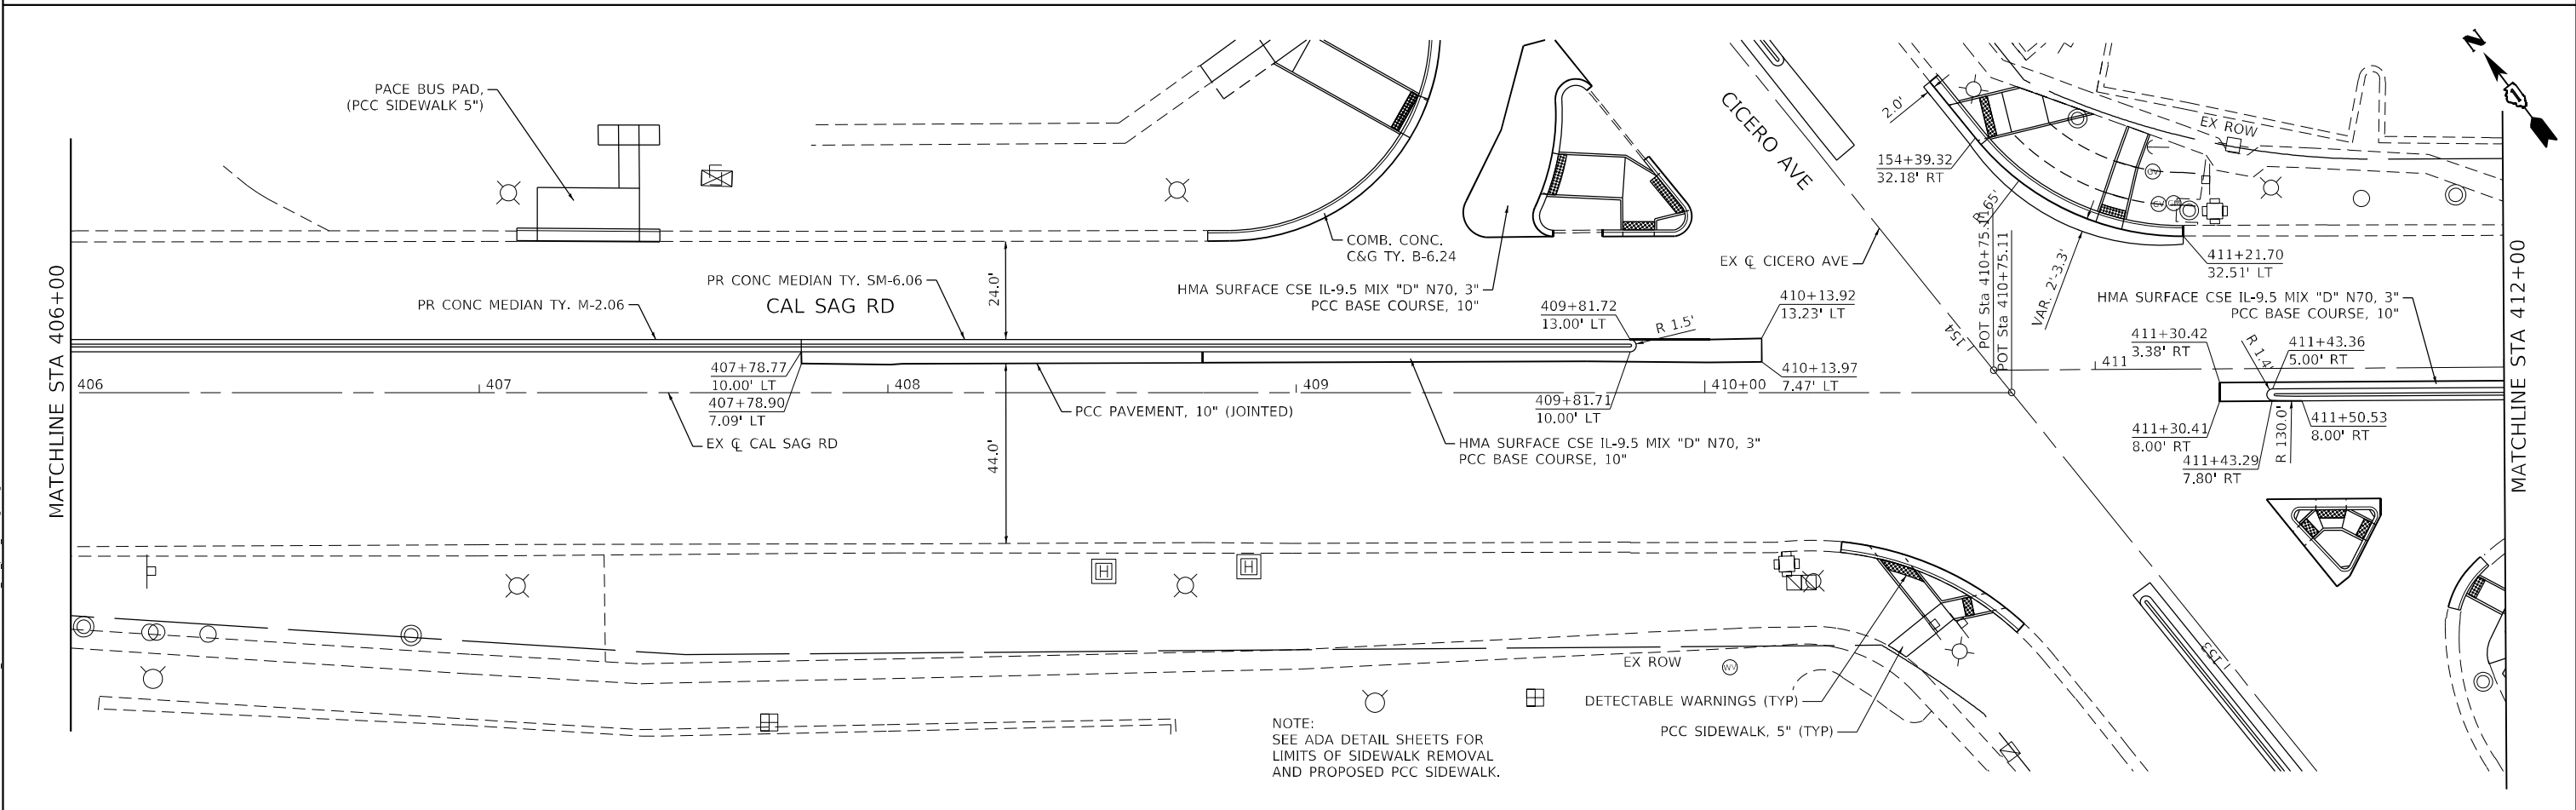 N
PACE BUS PAD,
(PCC SIDEWALK 5")
CICERO AVE
2.0'
EX ROW
154+39.32
32.18' RT
COMB. CONC.
C&G TY. B-6.24
EX ℄ CICERO AVE
411+21.70
32.51' LT
MATCHLINE STA 406+00
MATCHLINE STA 412+00
PR CONC MEDIAN TY. SM-6.06
PR CONC MEDIAN TY. M-2.06
CAL SAG RD
24.0'
HMA SURFACE CSE IL-9.5 MIX "D" N70, 3"
PCC BASE COURSE, 10"
409+81.72
13.00' LT
R 1.5'
410+13.92
13.23' LT
154
POT Sta 410+75.11
VAR. 2'-3.3'
HMA SURFACE CSE IL-9.5 MIX "D" N70, 3"
PCC BASE COURSE, 10"
411+30.42
3.38' RT
R 1.4'
411+43.36
5.00' RT
406
407
408
409
410+00
411
407+78.77
10.00' LT
407+78.90
7.09' LT
EX ℄ CAL SAG RD
PCC PAVEMENT, 10" (JOINTED)
409+81.71
10.00' LT
410+13.97
7.47' LT
HMA SURFACE CSE IL-9.5 MIX "D" N70, 3"
PCC BASE COURSE, 10"
44.0'
411+30.41
8.00' RT
411+43.29
7.80' RT
R 130.0'
411+50.53
8.00' RT
H
H
EX ROW
WV
153
DETECTABLE WARNINGS (TYP)
PCC SIDEWALK, 5" (TYP)
NOTE:
SEE ADA DETAIL SHEETS FOR
LIMITS OF SIDEWALK REMOVAL
AND PROPOSED PCC SIDEWALK.